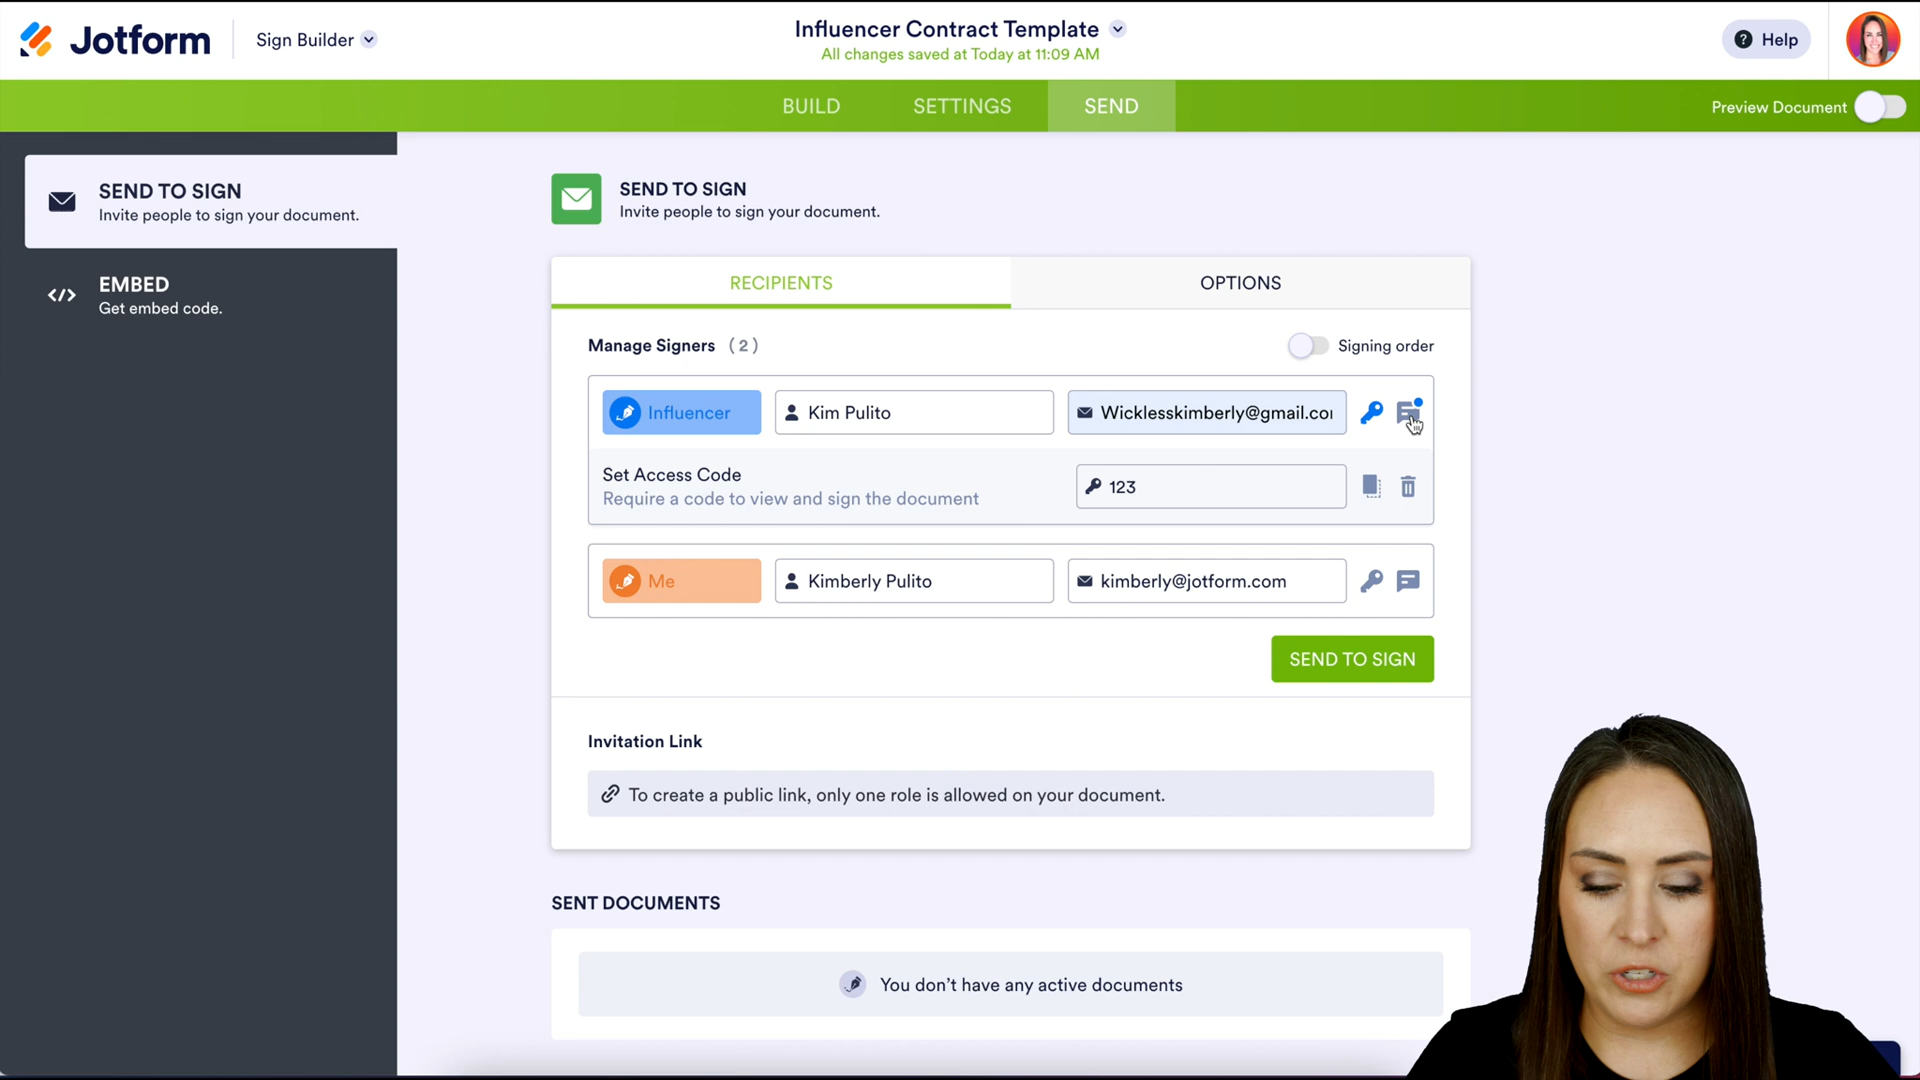 Jotform
Sign Builder
Influencer Contract Template
All changes saved at Today at 11:09 AM
Help
BUILD
SETTINGS
SEND
Preview Document
SEND TO SIGN
Invite people to sign your document.
EMBED
Get embed code.
SEND TO SIGN
Invite people to sign your document.
RECIPIENTS
OPTIONS
Manage Signers (2)
Signing order
Influencer
Kim Pulito
Wicklesskimberly@gmail.co
Set Access Code
Require a code to view and sign the document
123
Me
Kimberly Pulito
kimberly@jotform.com
SEND TO SIGN
Invitation Link
To create a public link, only one role is allowed on your document.
SENT DOCUMENTS
You don't have any active documents